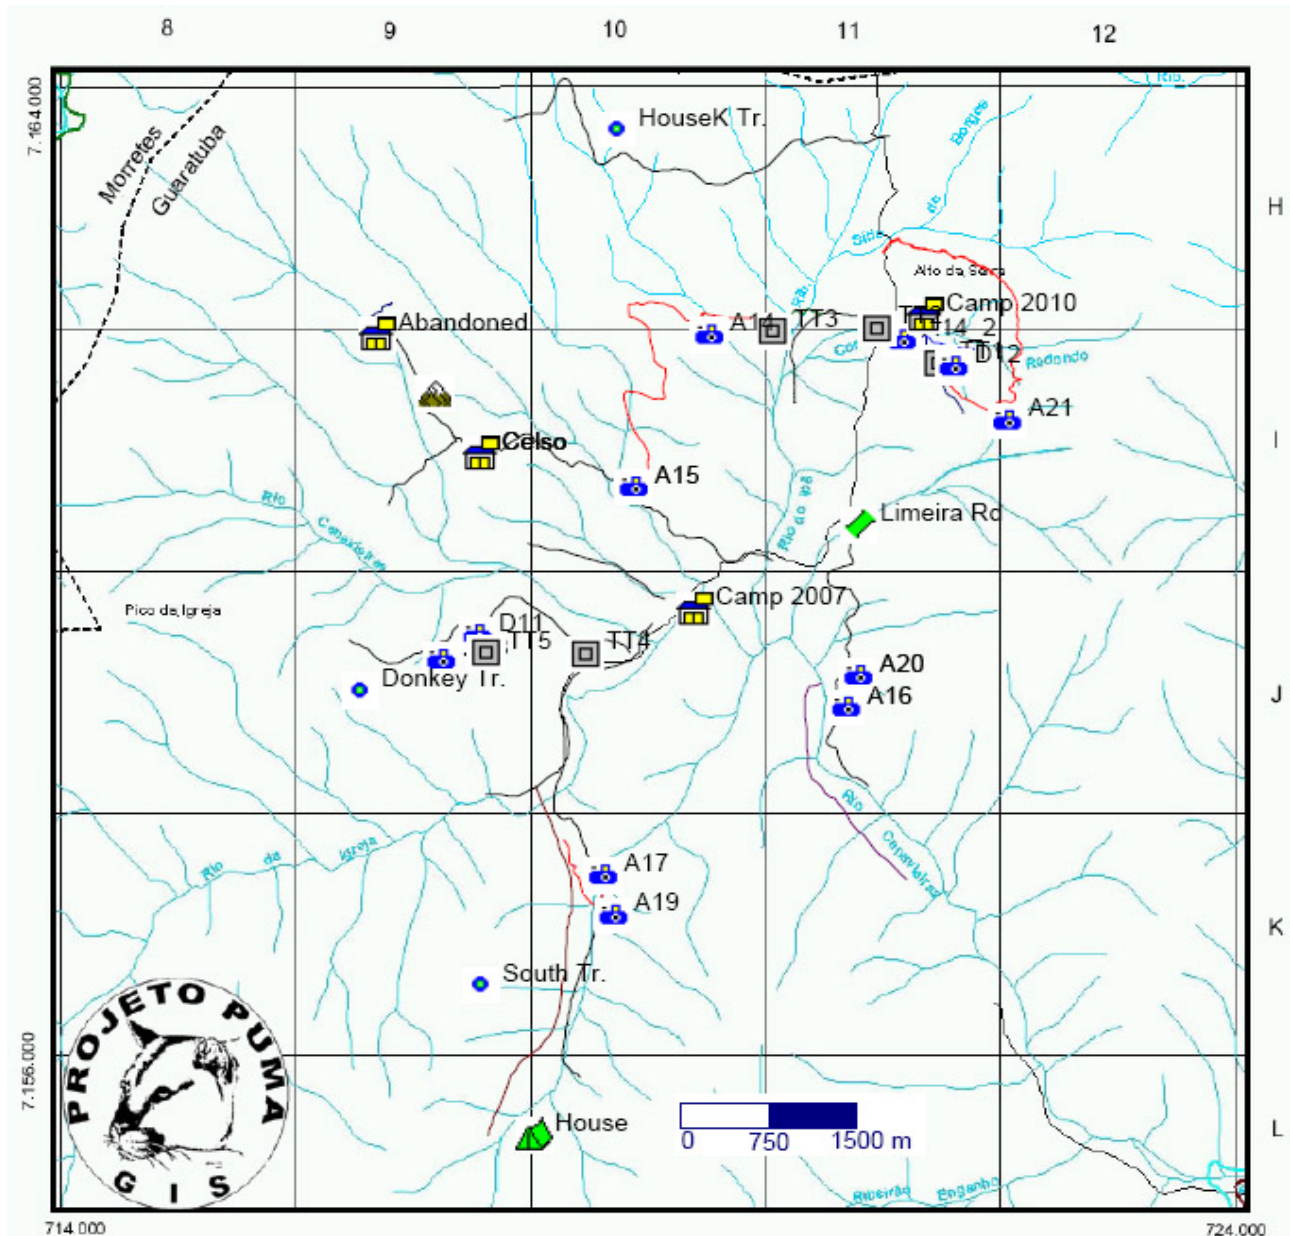 8 9 10 11 12
7.164.000
HouseK Tr.
Morretes
Guaratuba
de
H
Alto da Serra
Rib.
Camp 2010
Abandoned
A14
TT3
Redondo
A21
Celso
I
A15
Rio
Limeira Rd
Camp 2007
Pico da Igreja
D11
TT5
TT4
Donkey Tr.
A20
A16
J
Rio
Rio da Igreja
A17
A19
K
South Tr.
PROJETO PUMA
GIS
7.156.000
House
0 750 1500 m
L
Ribeirão Engenho
714.000
724.000